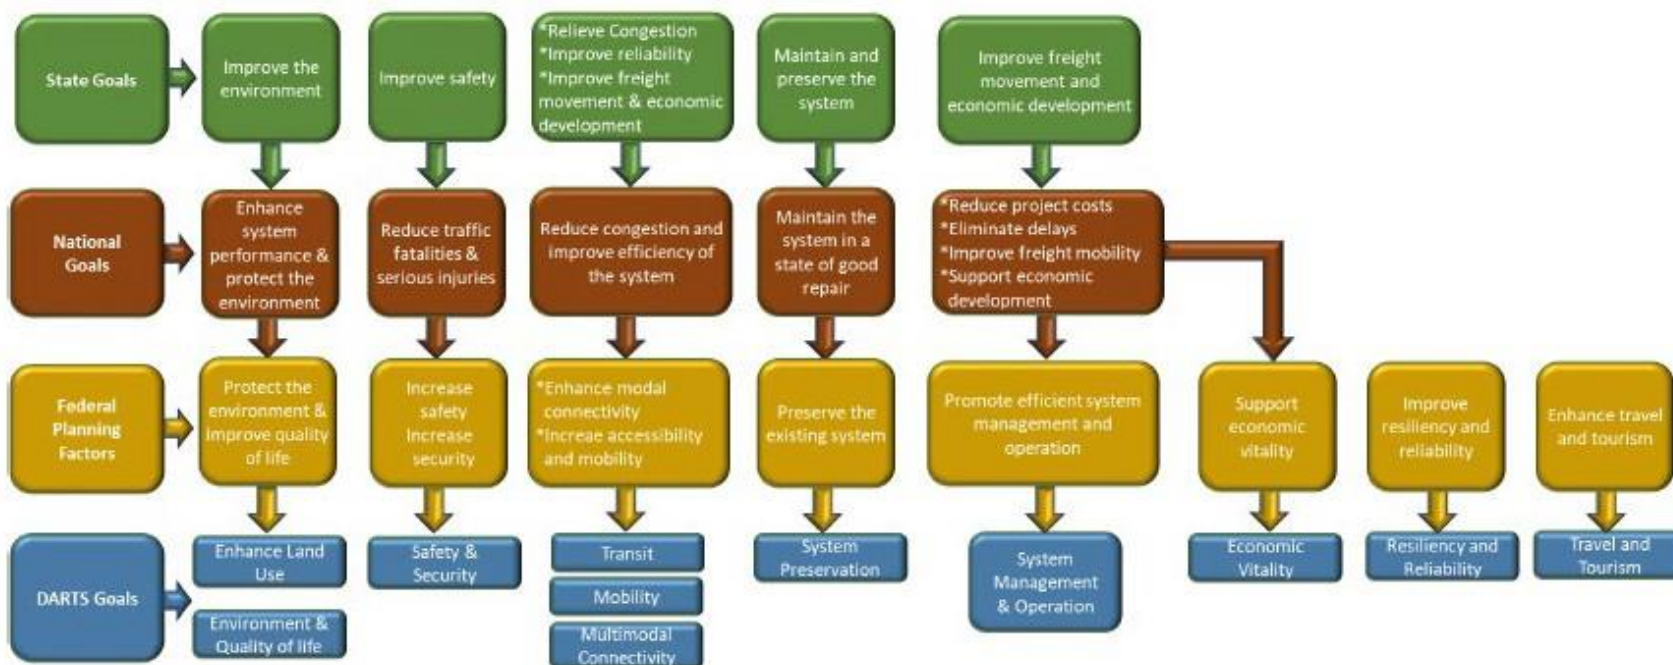 State Goals
Improve the
environment
Improve safety
*Relieve Congestion
*Improve reliability
*Improve freight
movement & economic
development
Maintain and
preserve the
system
Improve freight
movement and
economic development
National
Goals
Enhance
system
performance &
protect the
environment
Reduce traffic
fatalities &
serious injuries
Reduce congestion and
improve efficiency of
the system
Maintain the
system in a
state of good
repair
*Reduce project costs
*Eliminate delays
*Improve freight mobility
*Support economic
development
Federal
Planning
Factors
Protect the
environment &
improve quality
of life
Increase
safety
Increase
security
*Enhance modal
connectivity
*Increae accessibility
and mobility
Preserve the
existing system
Promote efficient system
management and
operation
Support
economic
vitality
Improve
resiliency and
reliability
Enhance travel
and tourism
DARTS Goals
Enhance Land
Use
Environment &
Quality of life
Safety &
Security
Transit
Mobility
Multimodal
Connectivity
System
Preservation
System
Management
& Operation
Economic
Vitality
Resiliency and
Reliability
Travel and
Tourism